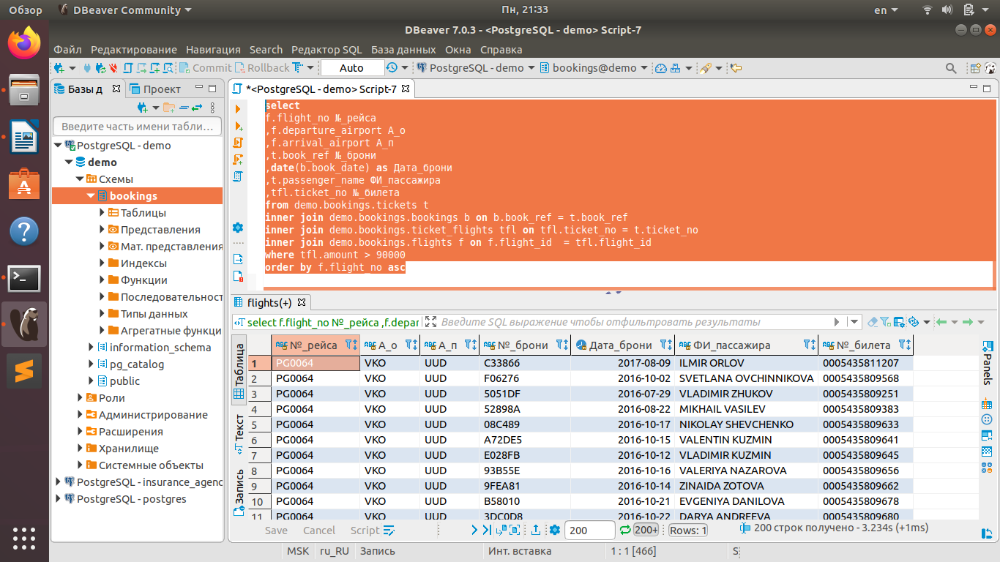 Обзор DBeaver Community Пн, 21:33 en
DBeaver 7.0.3 - <PostgreSQL - demo> Script-7
Файл Редактирование Навигация Search Редактор SQL База данных Окна Справка
Commit Rollback Auto PostgreSQL - demo bookings@demo
Базы д Проект
Введите часть имени табли...
PostgreSQL - demo
demo
Схемы
bookings
Таблицы
Представления
Мат. представления
Индексы
Функции
Последовательност
Типы данных
Агрегатные функци
information_schema
pg_catalog
public
Роли
Администрирование
Расширения
Хранилище
Системные объекты
PostgreSQL - insurance_agenc
PostgreSQL - postgres
*<PostgreSQL - demo> Script-7
select
f.flight_no №_рейса
,f.departure_airport А_о
,f.arrival_airport А_п
,t.book_ref №_брони
,date(b.book_date) as Дата_брони
,t.passenger_name ФИ_пассажира
,tfl.ticket_no №_билета
from demo.bookings.tickets t
inner join demo.bookings.bookings b on b.book_ref = t.book_ref
inner join demo.bookings.ticket_flights tfl on tfl.ticket_no = t.ticket_no
inner join demo.bookings.flights f on f.flight_id  = tfl.flight_id
where tfl.amount > 90000
order by f.flight_no asc
flights(+)
select f.flight_no №_рейса ,f.depar Введите SQL выражение чтобы отфильтровать результаты
Таблица
Текст
Запись
№_рейса А_о А_п №_брони Дата_брони ФИ_пассажира №_билета
1 PG0064 VKO UUD C33866 2017-08-09 ILMIR ORLOV 0005435811207
2 PG0064 VKO UUD F06276 2016-10-02 SVETLANA OVCHINNIKOVA 0005435809568
3 PG0064 VKO UUD 5051DF 2016-07-29 VLADIMIR ZHUKOV 0005435809251
4 PG0064 VKO UUD 52898A 2016-08-22 MIKHAIL VASILEV 0005435809383
5 PG0064 VKO UUD 08C489 2016-10-17 NIKOLAY SHEVCHENKO 0005435809633
6 PG0064 VKO UUD A72DE5 2016-10-15 VALENTIN KUZMIN 0005435809641
7 PG0064 VKO UUD E028FB 2016-10-12 VLADIMIR KUZMIN 0005435809645
8 PG0064 VKO UUD 93B55E 2016-10-16 VALERIYA NAZAROVA 0005435809656
9 PG0064 VKO UUD 9FEA81 2016-10-14 ZINAIDA ZOTOVA 0005435809662
10 PG0064 VKO UUD B58010 2016-10-21 EVGENIYA DANILOVA 0005435809678
11 PG0064 VKO UUD 3DC0D8 2016-10-22 DARYA ANDREEVA 0005435809680
Panels
Save Cancel Script 200 200+ Rows: 1 200 строк получено - 3.234s (+1ms)
MSK ru_RU Запись Инт. вставка 1 : 1 [466] S